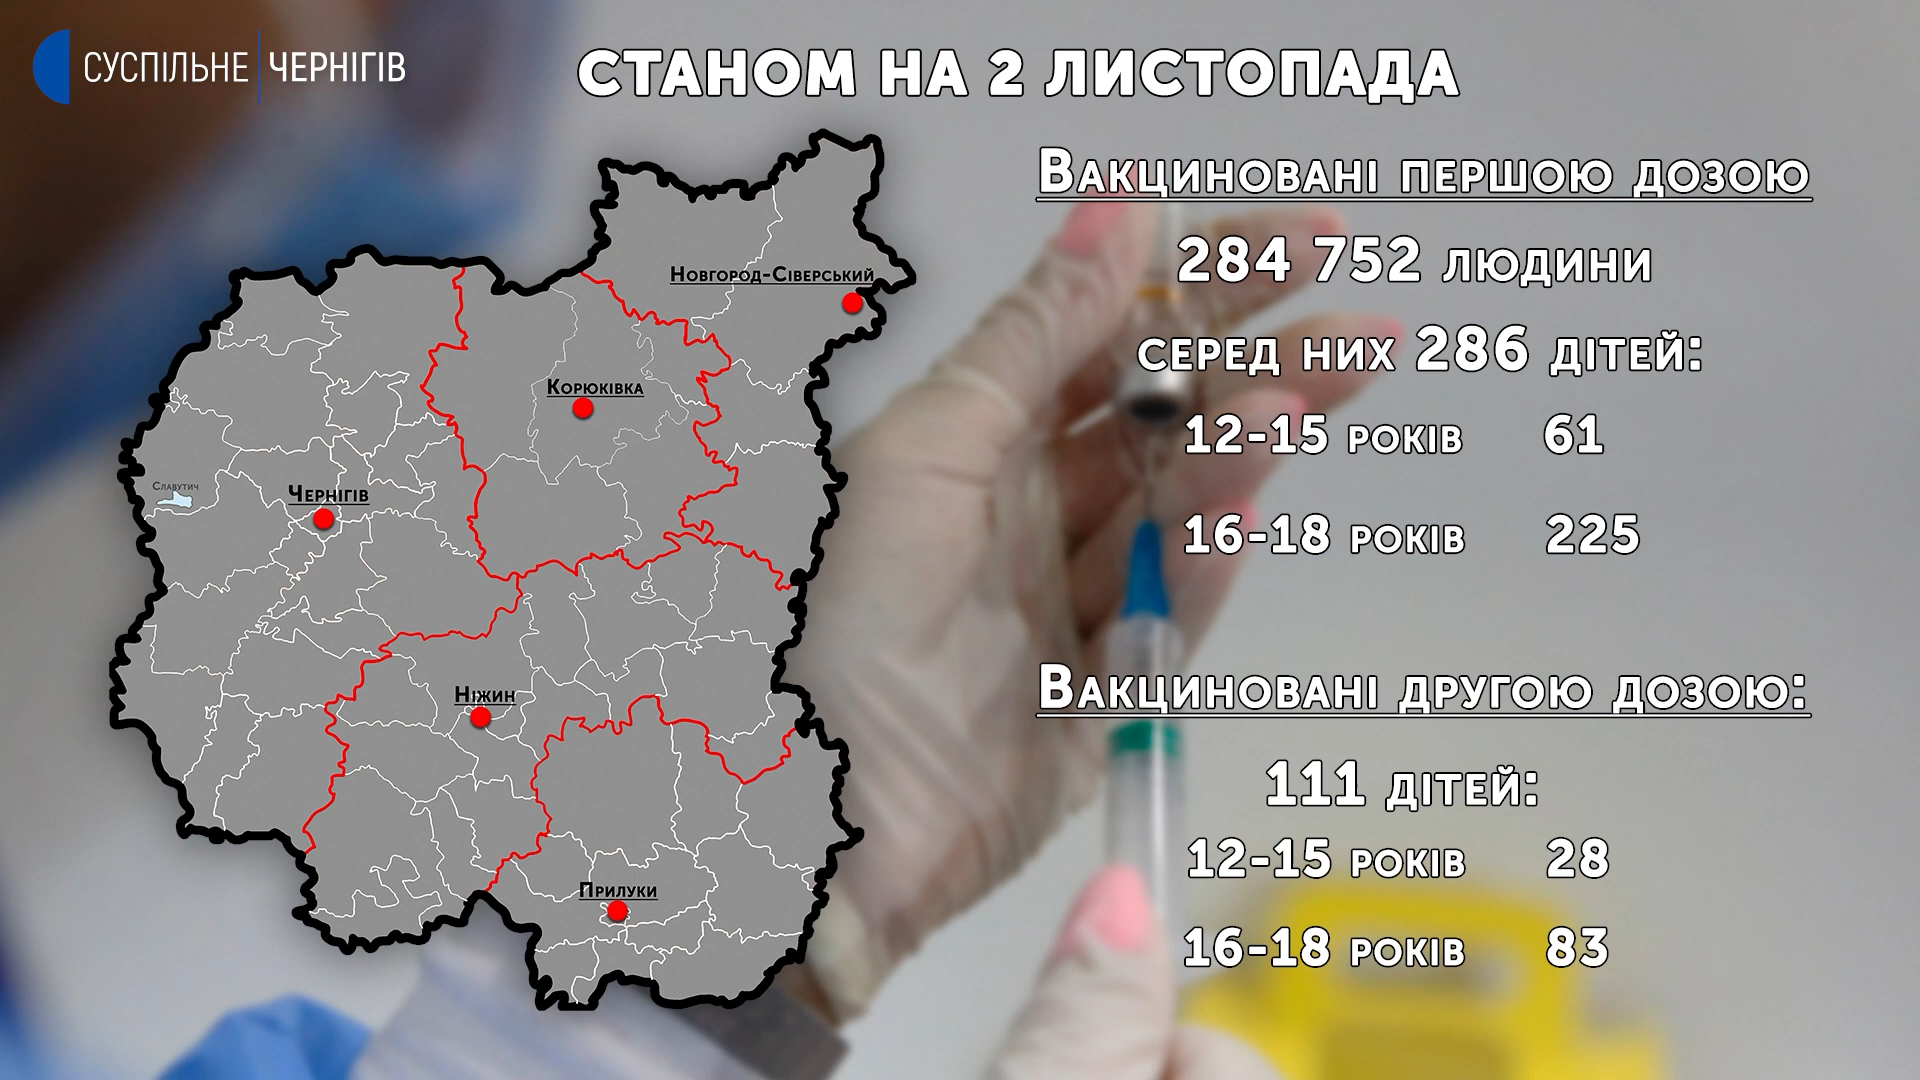 СУСПІЛЬНЕ ЧЕРНІГІВ
СТАНОМ НА 2 ЛИСТОПАДА
Вакциновані першою дозою
284 752 людини
серед них 286 дітей:
12-15 років 61
16-18 років 225
Вакциновані другою дозою:
111 дітей:
12-15 років 28
16-18 років 83
Новгород-Сіверський
Корюківка
Славутич
Чернігів
Ніжин
Прилуки